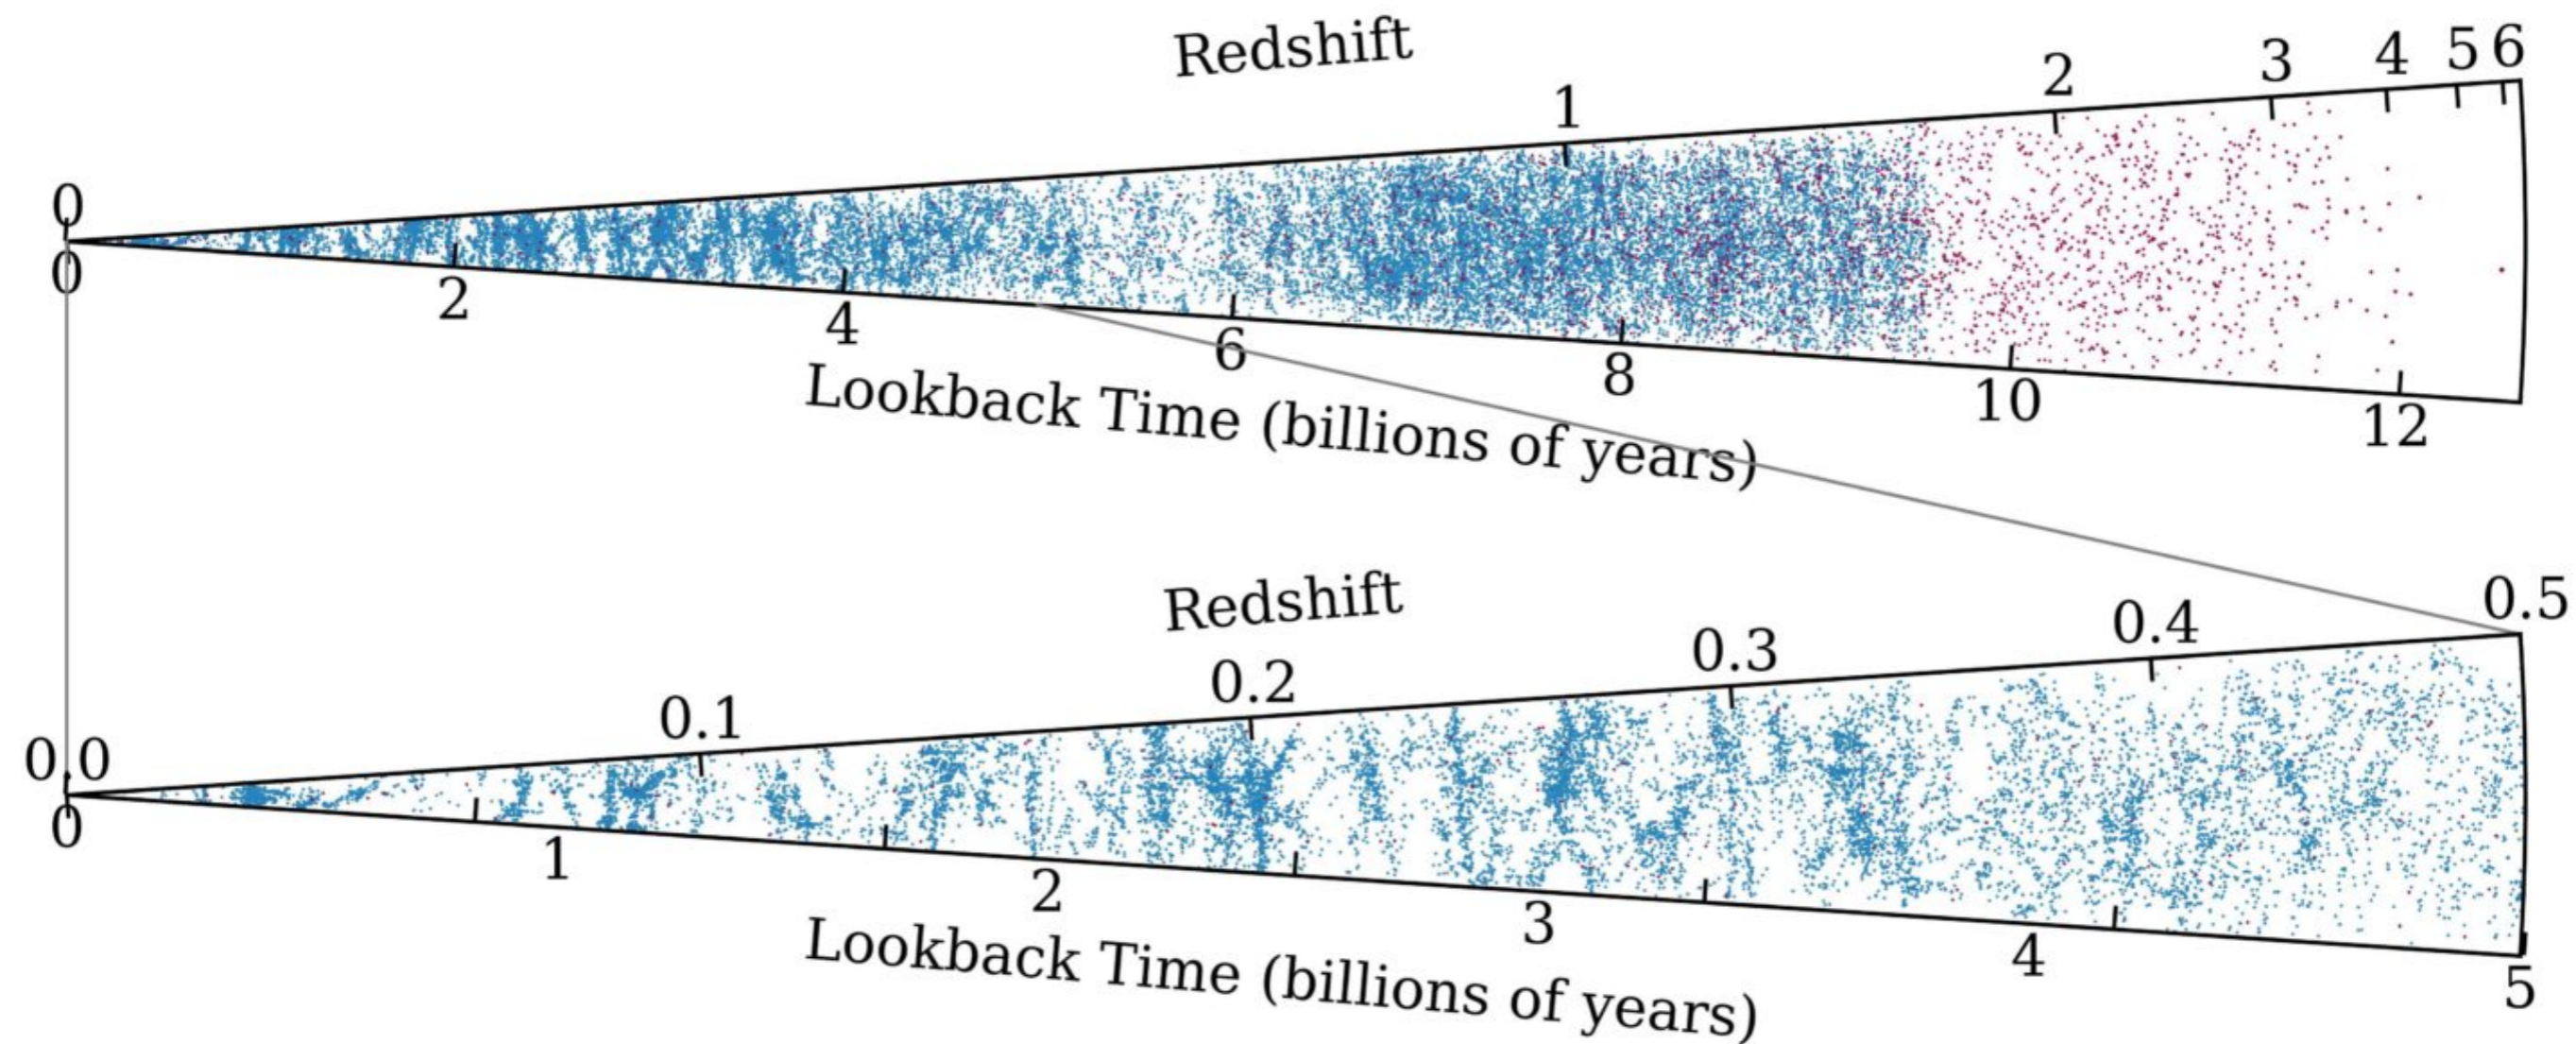 Redshift
0 1 2 3 4 5 6
0 2 4 6 8 10 12
Lookback Time (billions of years)
Redshift
0.0 0.1 0.2 0.3 0.4 0.5
0 1 2 3 4 5
Lookback Time (billions of years)